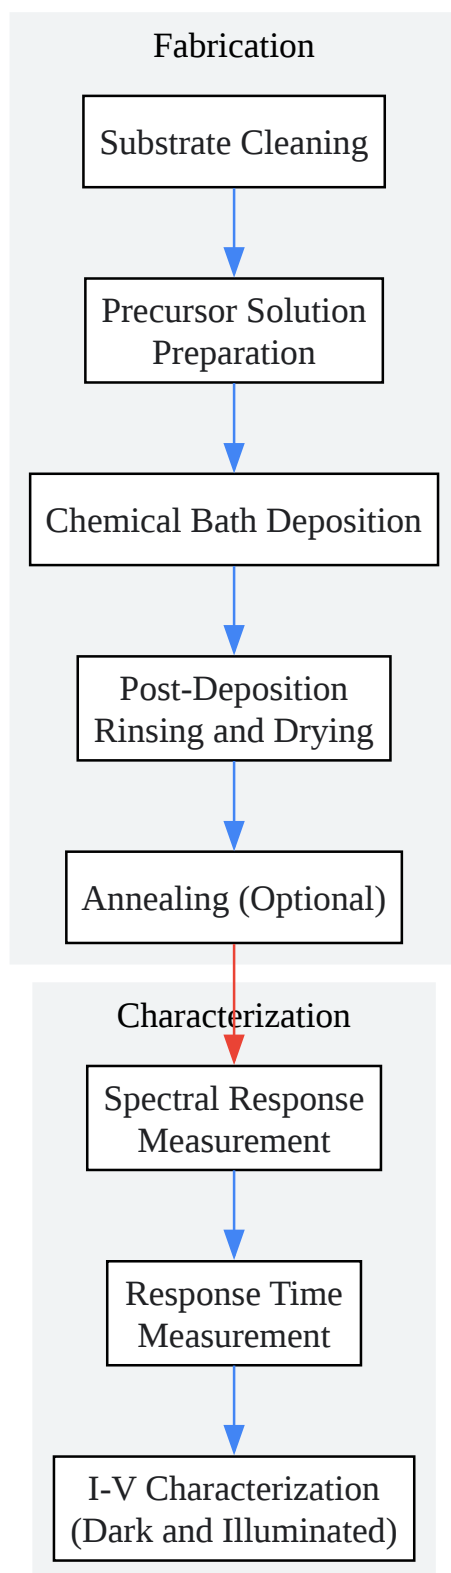 Fabrication
Substrate Cleaning
Precursor Solution
Preparation
Chemical Bath Deposition
Post-Deposition
Rinsing and Drying
Annealing (Optional)
Characterization
Spectral Response
Measurement
Response Time
Measurement
I-V Characterization
(Dark and Illuminated)